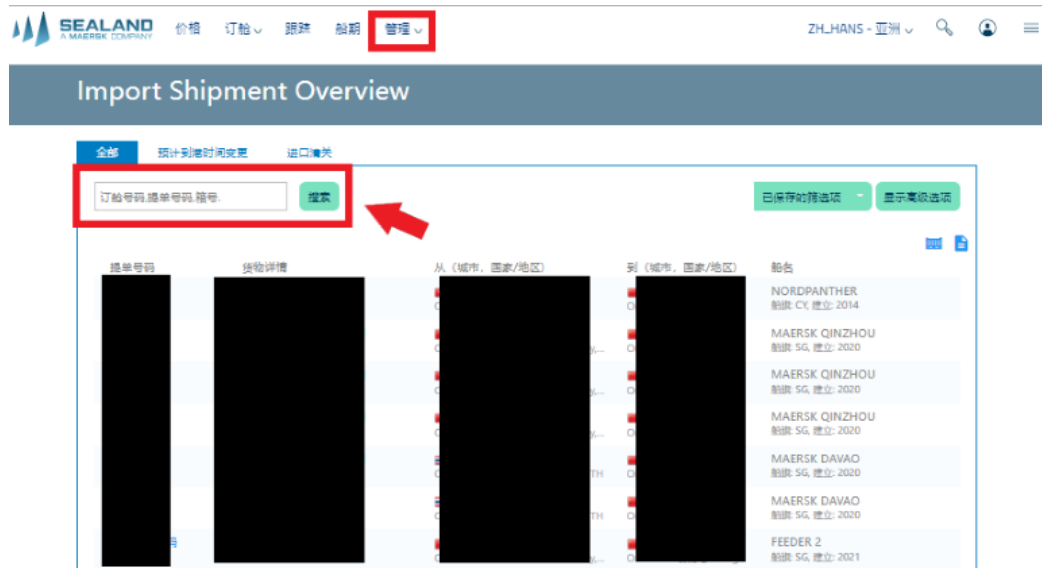 SEALAND
A MAERSK COMPANY
价格 订舱 跟踪 船期 管理 ZH_HANS - 亚洲
Import Shipment Overview
全部 预计到港时间变更 进口清关
订舱号码,提单号码,箱号. 搜索 已保存的筛选项 显示高级选项
提单号码 货物详情 从（城市，国家/地区） 到（城市，国家/地区） 船名
NORDPANTHER
船旗: CY, 建立: 2014
MAERSK QINZHOU
船旗: SG, 建立: 2020
MAERSK QINZHOU
船旗: SG, 建立: 2020
MAERSK QINZHOU
船旗: SG, 建立: 2020
MAERSK DAVAO
TH 船旗: SG, 建立: 2020
MAERSK DAVAO
TH 船旗: SG, 建立: 2020
码 FEEDER 2
船旗: SG, 建立: 2021